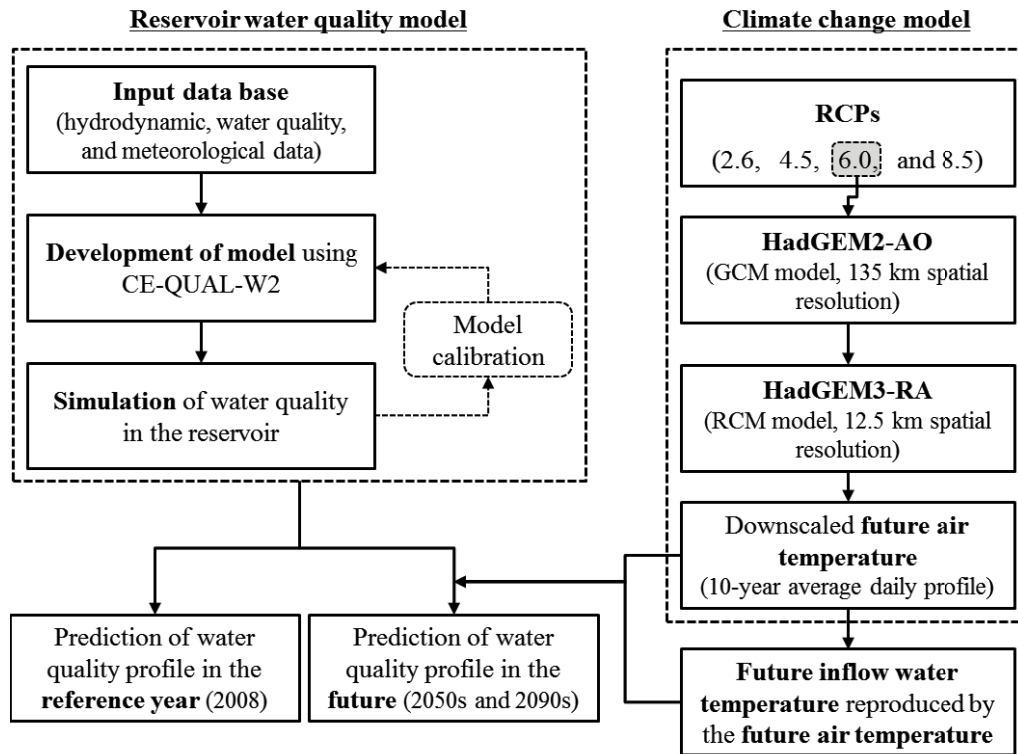 Reservoir water quality model
Input data base
(hydrodynamic, water quality,
and meteorological data)
Development of model using
CE-QUAL-W2
Model
calibration
Simulation of water quality
in the reservoir
Prediction of water
quality profile in the
reference year (2008)
Prediction of water
quality profile in the
future (2050s and 2090s)
Climate change model
RCPs
(2.6, 4.5, 6.0, and 8.5)
HadGEM2-AO
(GCM model, 135 km spatial
resolution)
HadGEM3-RA
(RCM model, 12.5 km spatial
resolution)
Downscaled future air
temperature
(10-year average daily profile)
Future inflow water
temperature reproduced by
the future air temperature